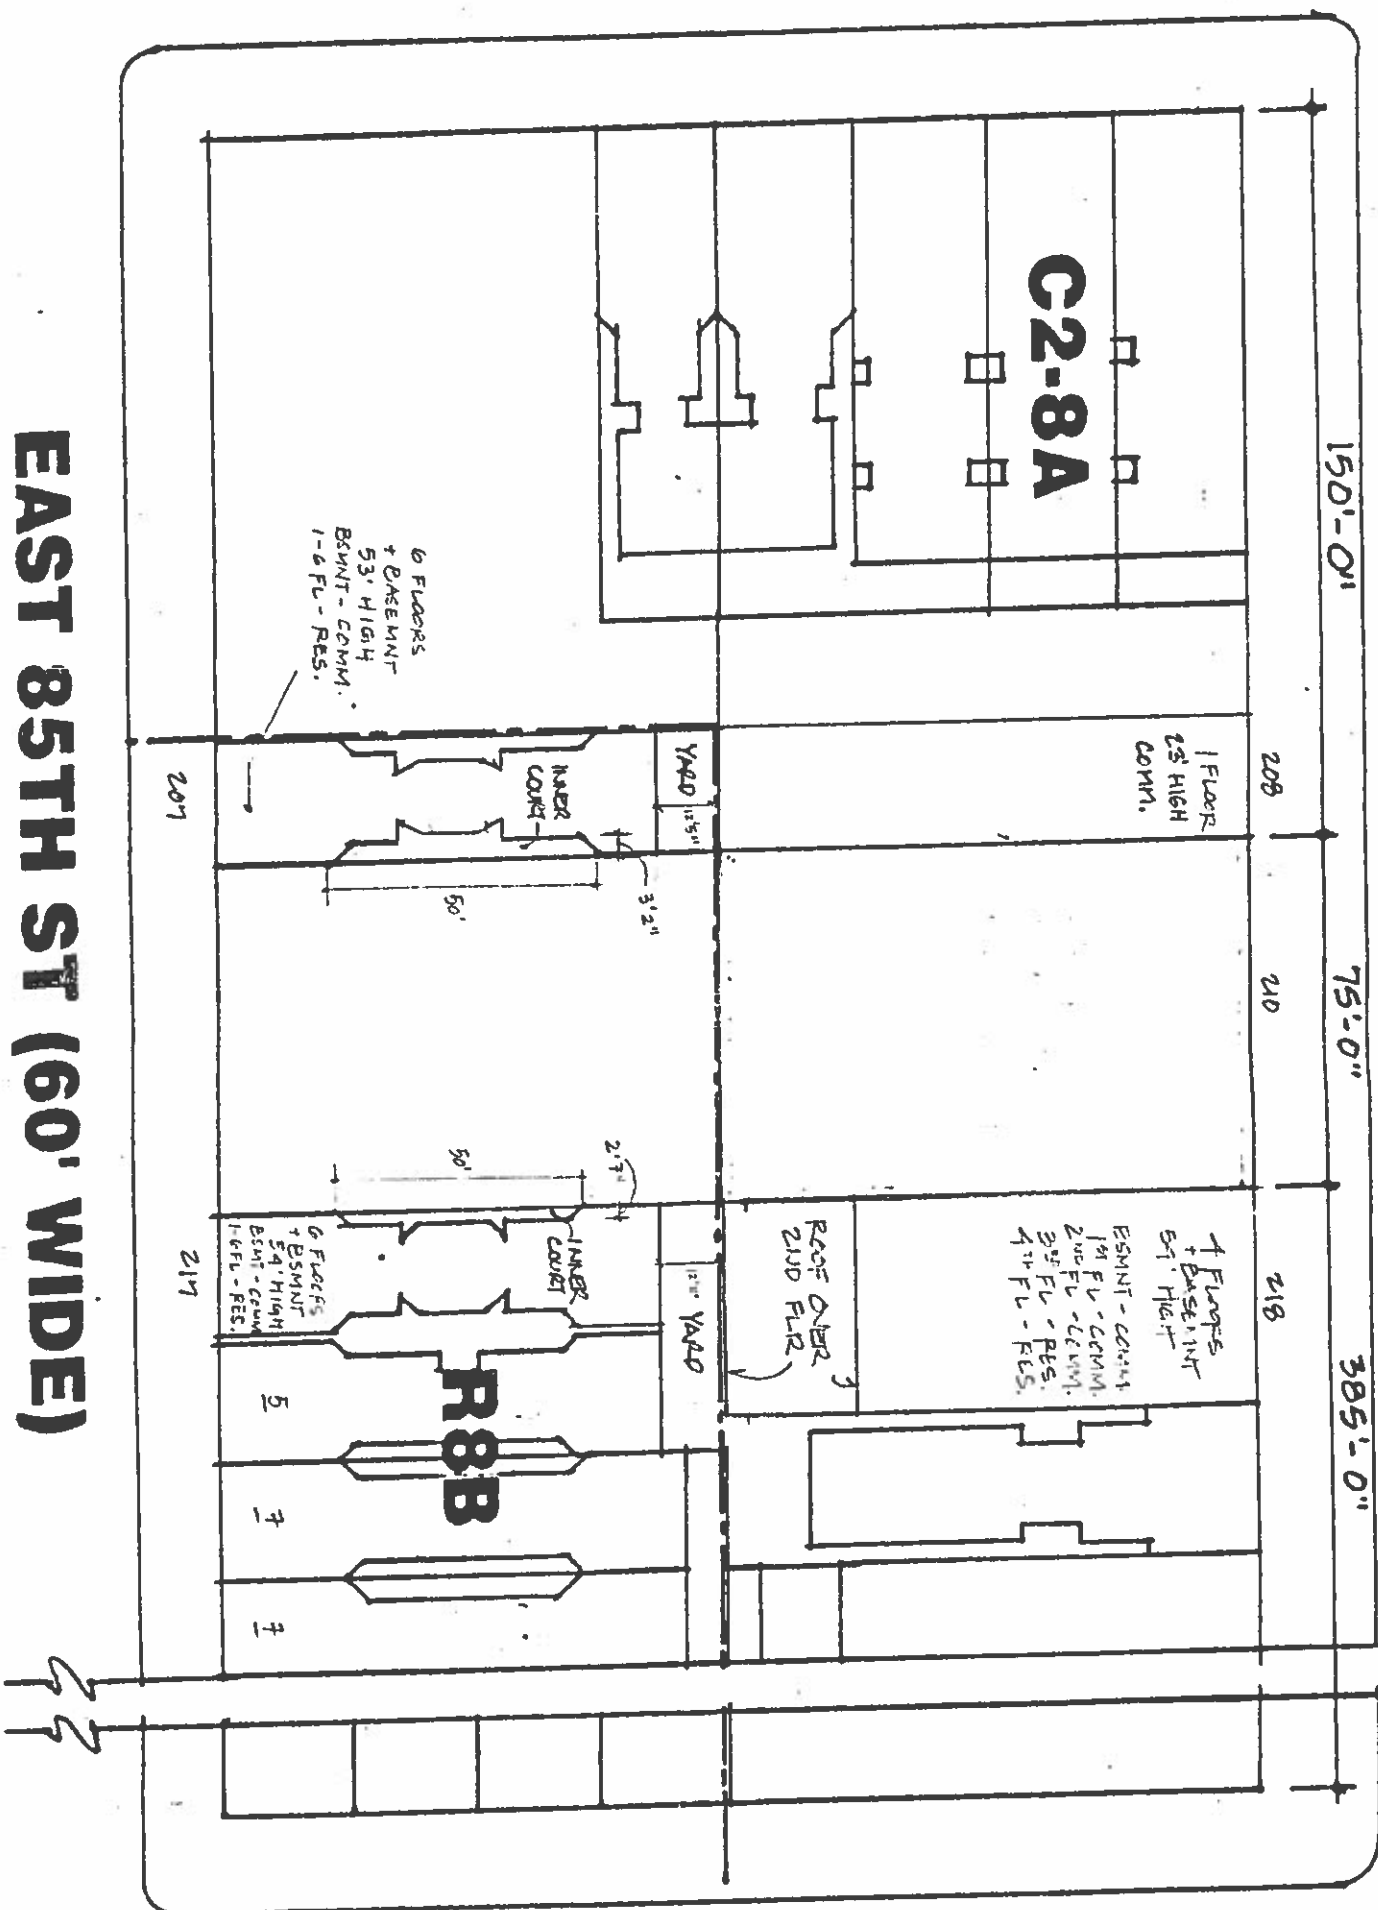 150'-0"
75'-0"
385'-0"
208
210
218
C2-8A
1 FLOOR
23' HIGH
COMM.
4 FLOORS
+ BASEMNT
BSMNT - COMM.
1ST FL - COMM.
2ND FL - COMM.
3RD FL - RES.
4TH FL - RES.
ROOF OVER
2ND FLR
YARD
12'5"
INNER
COURT
3'2"
50'
6 FLOORS
+ BASEMNT
53' HIGH
BSMNT - COMM.
1-6 FL - RES.
YARD
2'7"
50'
INNER
COURT
6 FLOORS
+ BSMNT
54' HIGH
BSMT - COMM
1-6 FL - RES.
R8B
5
7
7
207
217
EAST 85TH ST (60' WIDE)